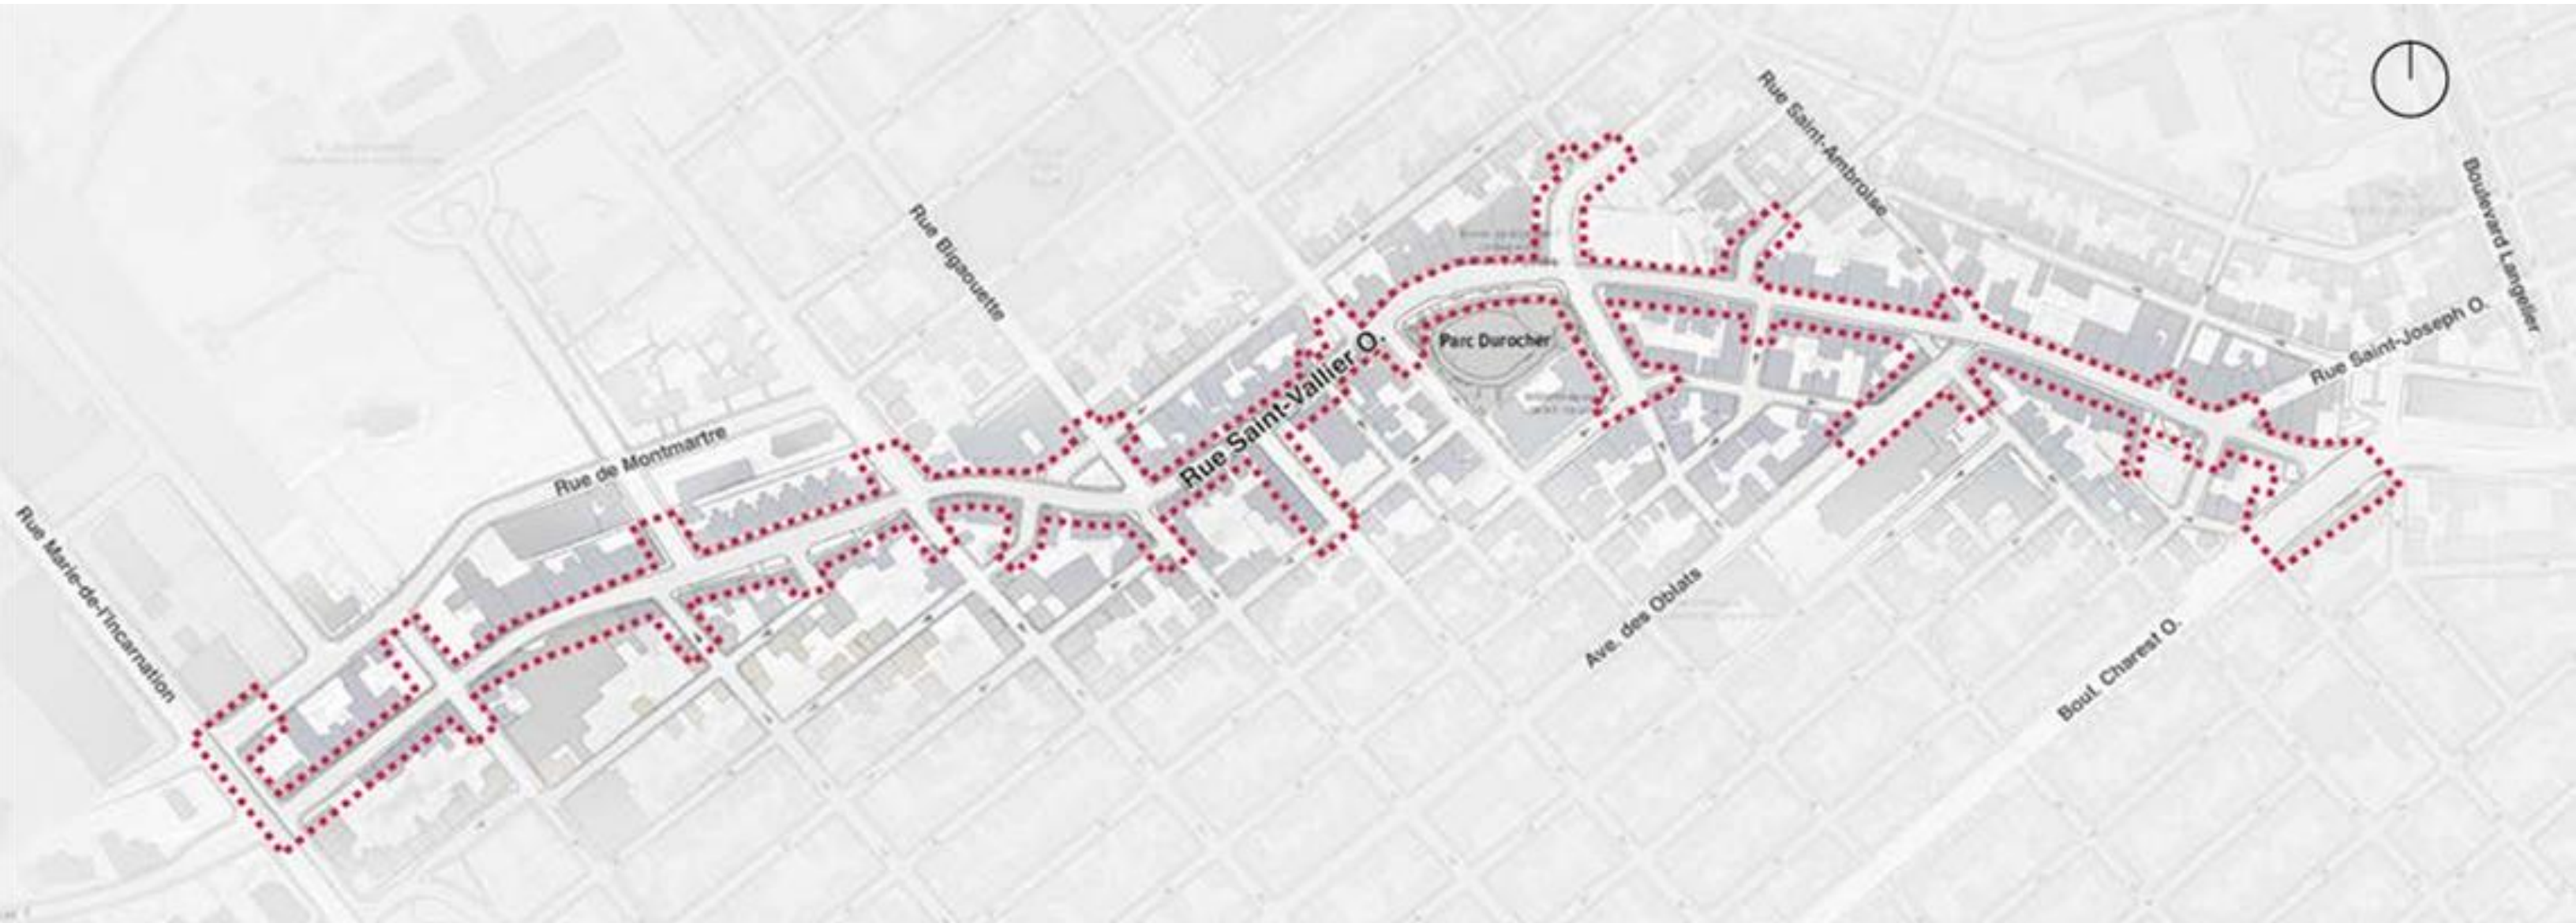 Rue Saint-Ambroise
Boulevard Langelier
Rue Bigaouette
Rue Saint-Joseph O.
Parc Durocher
Rue Saint-Vallier O.
Rue de Montmartre
Rue Marie-de-l'Incarnation
Ave. des Oblats
Boul. Charest O.